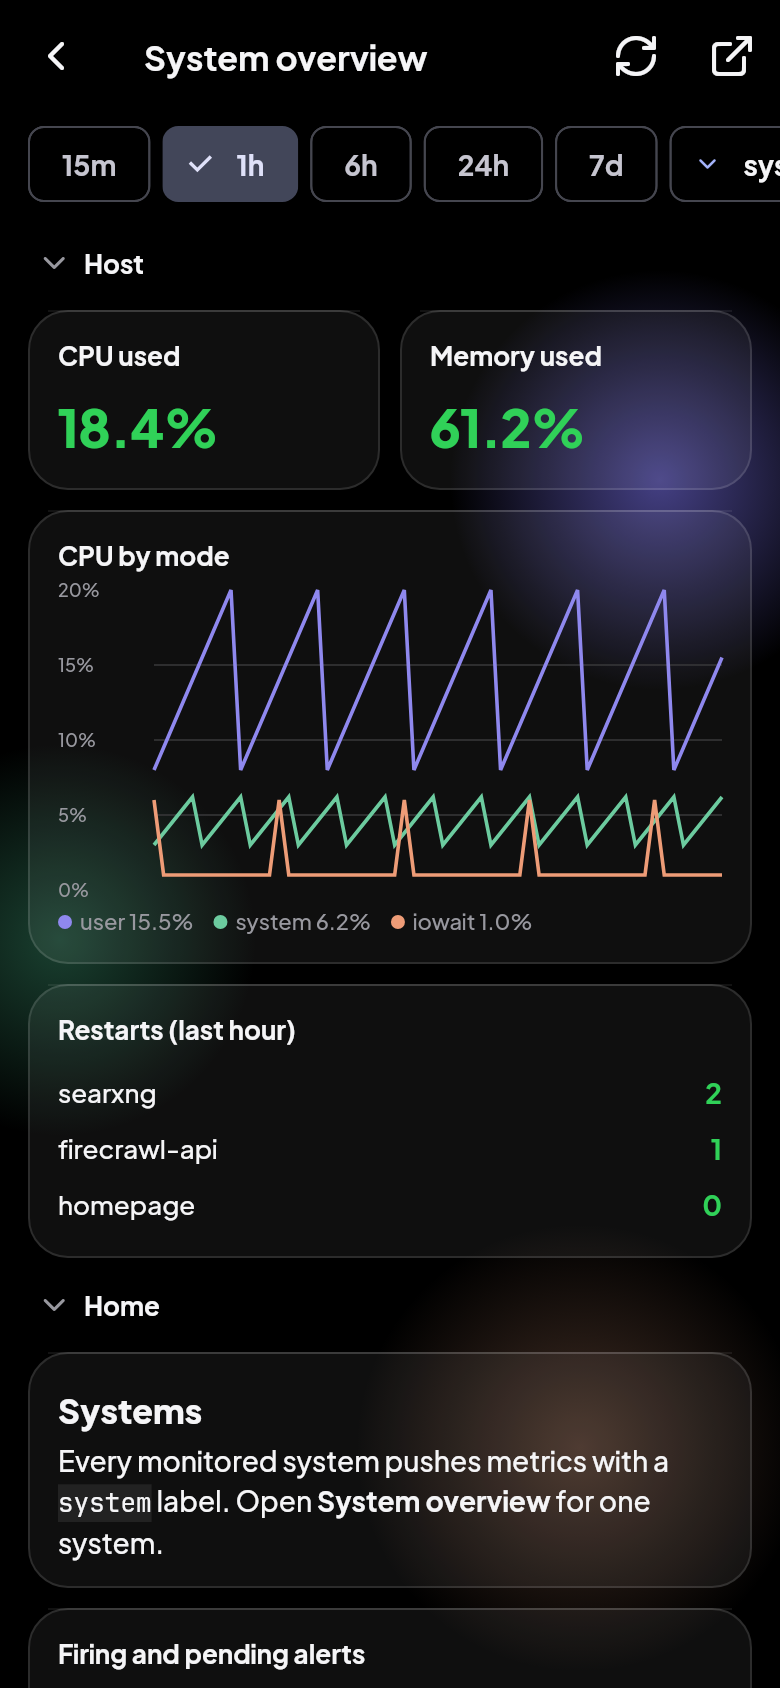 System overview
15m 1h 6h 24h 7d sys
Host
CPU used
18.4%
Memory used
61.2%
CPU by mode
20%
15%
10%
5%
0%
user 15.5% system 6.2% iowait 1.0%
Restarts (last hour)
searxng 2
firecrawl-api 1
homepage 0
Home
Systems
Every monitored system pushes metrics with a
system label. Open System overview for one
system.
Firing and pending alerts